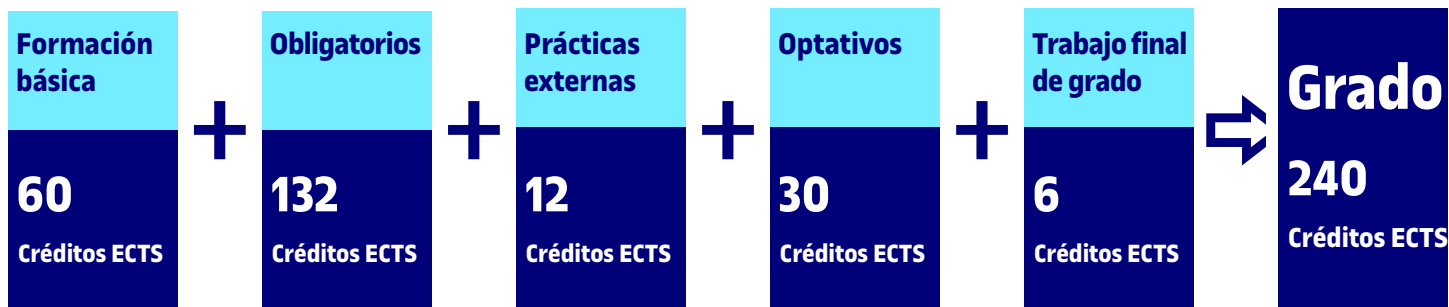 Formación
básica
60
Créditos ECTS
+
Obligatorios
132
Créditos ECTS
+
Prácticas
externas
12
Créditos ECTS
+
Optativos
30
Créditos ECTS
+
Trabajo final
de grado
6
Créditos ECTS
Grado
240
Créditos ECTS